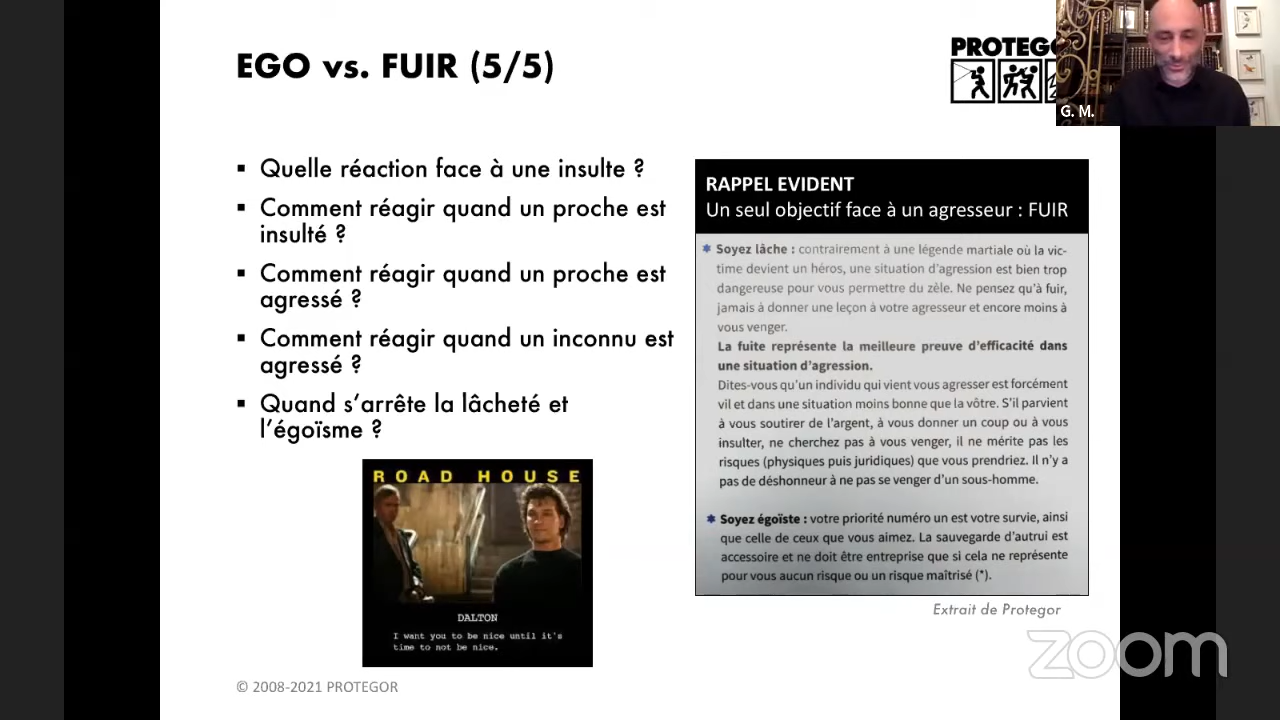 EGO vs. FUIR (5/5)
PROTEGO
G. M.
▪ Quelle réaction face à une insulte ?
▪ Comment réagir quand un proche est
insulté ?
▪ Comment réagir quand un proche est
agressé ?
▪ Comment réagir quand un inconnu est
agressé ?
▪ Quand s'arrête la lâcheté et
l'égoïsme ?
ROAD HOUSE
DALTON
I want you to be nice until it's
time to not be nice.
RAPPEL EVIDENT
Un seul objectif face à un agresseur : FUIR
* Soyez lâche : contrairement à une légende martiale où la vic-
time devient un héros, une situation d'agression est bien trop
dangereuse pour vous permettre du zèle. Ne pensez qu'à fuir,
jamais à donner une leçon à votre agresseur et encore moins à
vous venger.
La fuite représente la meilleure preuve d'efficacité dans
une situation d'agression.
Dites-vous qu'un individu qui vient vous agresser est forcément
vil et dans une situation moins bonne que la vôtre. S'il parvient
à vous soutirer de l'argent, à vous donner un coup ou à vous
insulter, ne cherchez pas à vous venger, il ne mérite pas les
risques (physiques puis juridiques) que vous prendriez. Il n'y a
pas de déshonneur à ne pas se venger d'un sous-homme.
* Soyez égoïste : votre priorité numéro un est votre survie, ainsi
que celle de ceux que vous aimez. La sauvegarde d'autrui est
accessoire et ne doit être entreprise que si cela ne représente
pour vous aucun risque ou un risque maîtrisé (*).
Extrait de Protegor
zoom
© 2008-2021 PROTEGOR